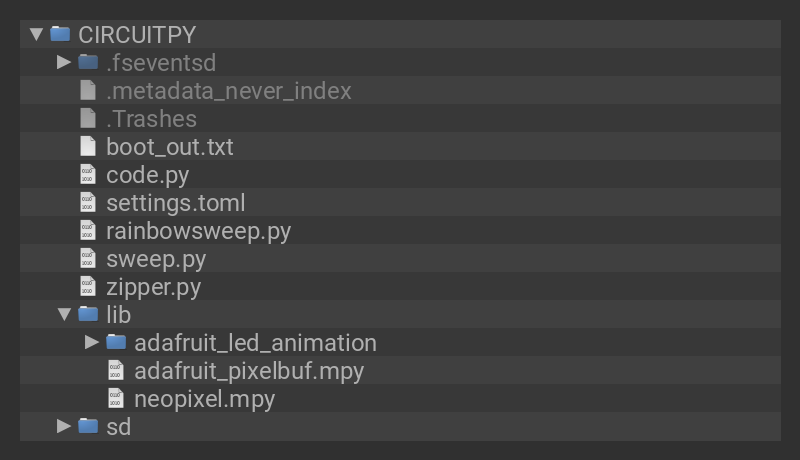 CIRCUITPY
.fseventsd
.metadata_never_index
.Trashes
boot_out.txt
code.py
settings.toml
rainbowsweep.py
sweep.py
zipper.py
lib
adafruit_led_animation
adafruit_pixelbuf.mpy
neopixel.mpy
sd